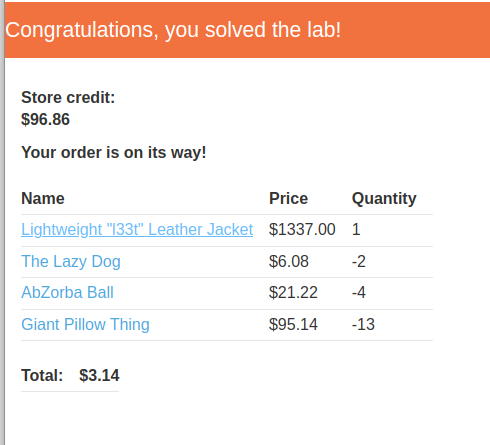 Congratulations, you solved the lab!
Store credit:
$96.86
Your order is on its way!
Name Price Quantity
Lightweight "l33t" Leather Jacket $1337.00 1
The Lazy Dog $6.08 -2
AbZorba Ball $21.22 -4
Giant Pillow Thing $95.14 -13
Total: $3.14